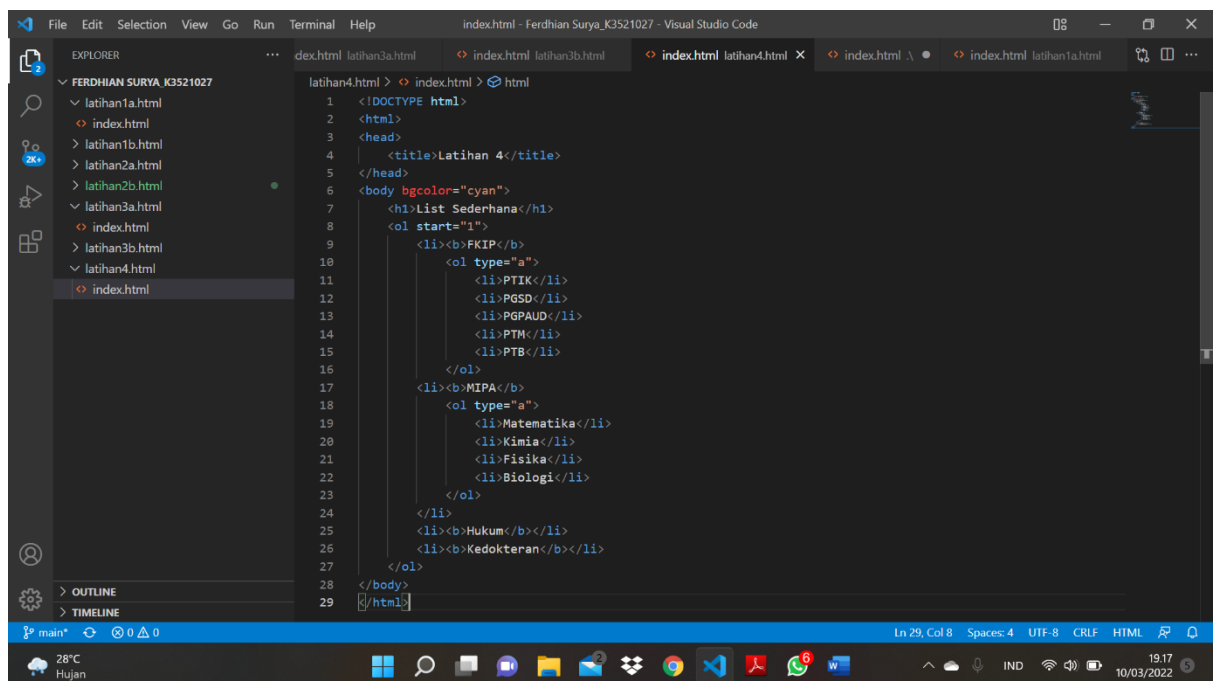 File Edit Selection View Go Run Terminal Help index.html - Ferdhian Surya_K3521027 - Visual Studio Code
EXPLORER ... dex.html latihan3a.html index.html latihan3b.html index.html latihan4.html index.html .\ index.html latihan1a.html ...
2
FERDHIAN SURYA_K3521027
latihan1a.html
index.html
latihan1b.html
2K+
latihan2a.html
latihan2b.html
latihan3a.html
index.html
latihan3b.html
latihan4.html
index.html
OUTLINE
TIMELINE
latihan4.html > index.html > html
1 <!DOCTYPE html>
2 <html>
3 <head>
4 <title>Latihan 4</title>
5 </head>
6 <body bgcolor="cyan">
7 <h1>List Sederhana</h1>
8 <ol start="1">
9 <li><b>FKIP</b>
10 <ol type="a">
11 <li>PTIK</li>
12 <li>PGSD</li>
13 <li>PGPAUD</li>
14 <li>PTM</li>
15 <li>PTB</li>
16 </ol>
17 <li><b>MIPA</b>
18 <ol type="a">
19 <li>Matematika</li>
20 <li>Kimia</li>
21 <li>Fisika</li>
22 <li>Biologi</li>
23 </ol>
24 </li>
25 <li><b>Hukum</b></li>
26 <li><b>Kedokteran</b></li>
27 </ol>
28 </body>
29 </html>
main* 0 0 Ln 29, Col 8 Spaces: 4 UTF-8 CRLF HTML
28°C
Hujan
2
6
IND
19.17
10/03/2022
5